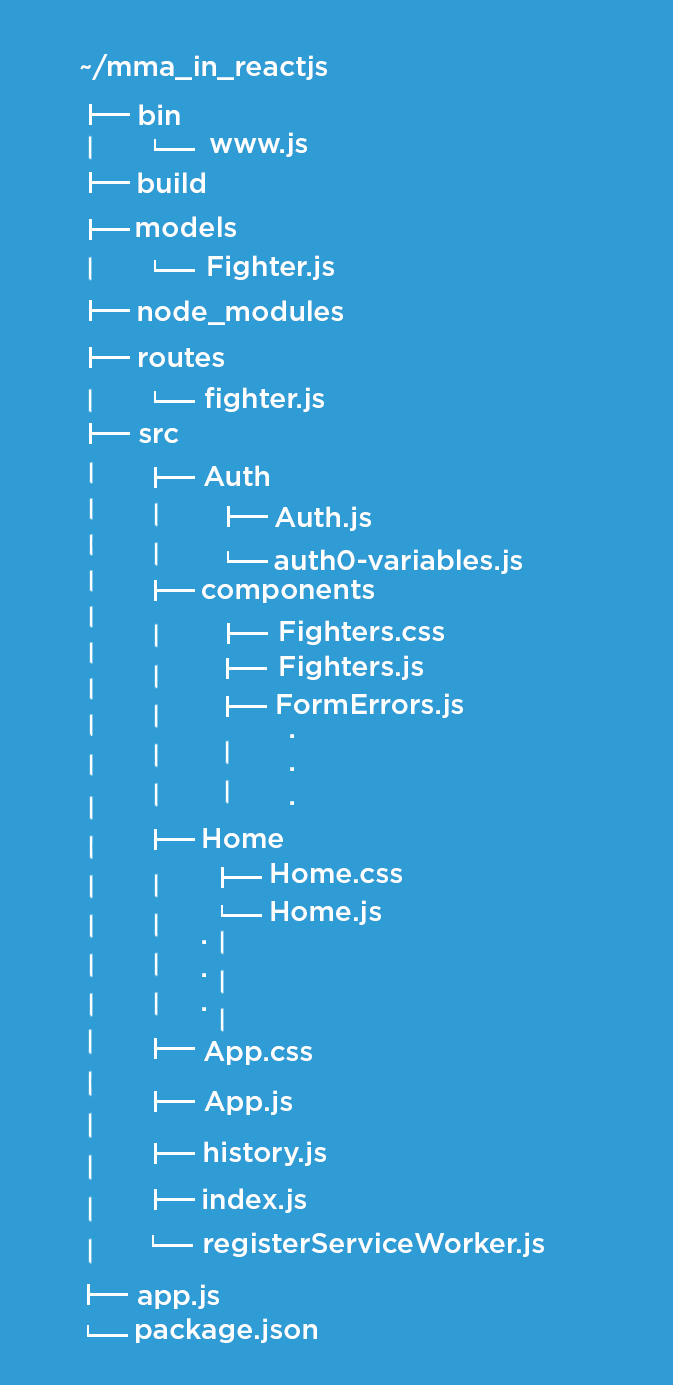 ~/mma_in_reactjs
├── bin
│   └── www.js
├── build
├── models
│   └── Fighter.js
├── node_modules
├── routes
│   └── fighter.js
├── src
│   ├── Auth
│   │   ├── Auth.js
│   │   └── auth0-variables.js
│   ├── components
│   │   ├── Fighters.css
│   │   ├── Fighters.js
│   │   ├── FormErrors.js
│   │   │   .
│   │   │   .
│   │   │   .
│   ├── Home
│   │   ├── Home.css
│   │   └── Home.js
│   │   . │
│   │   . │
│   │   . │
│   ├── App.css
│   ├── App.js
│   ├── history.js
│   ├── index.js
│   └── registerServiceWorker.js
├── app.js
└── package.json